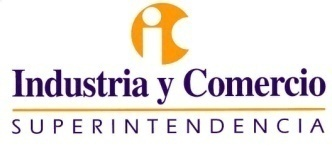 ic
Industria y Comercio
SUPERINTENDENCIA